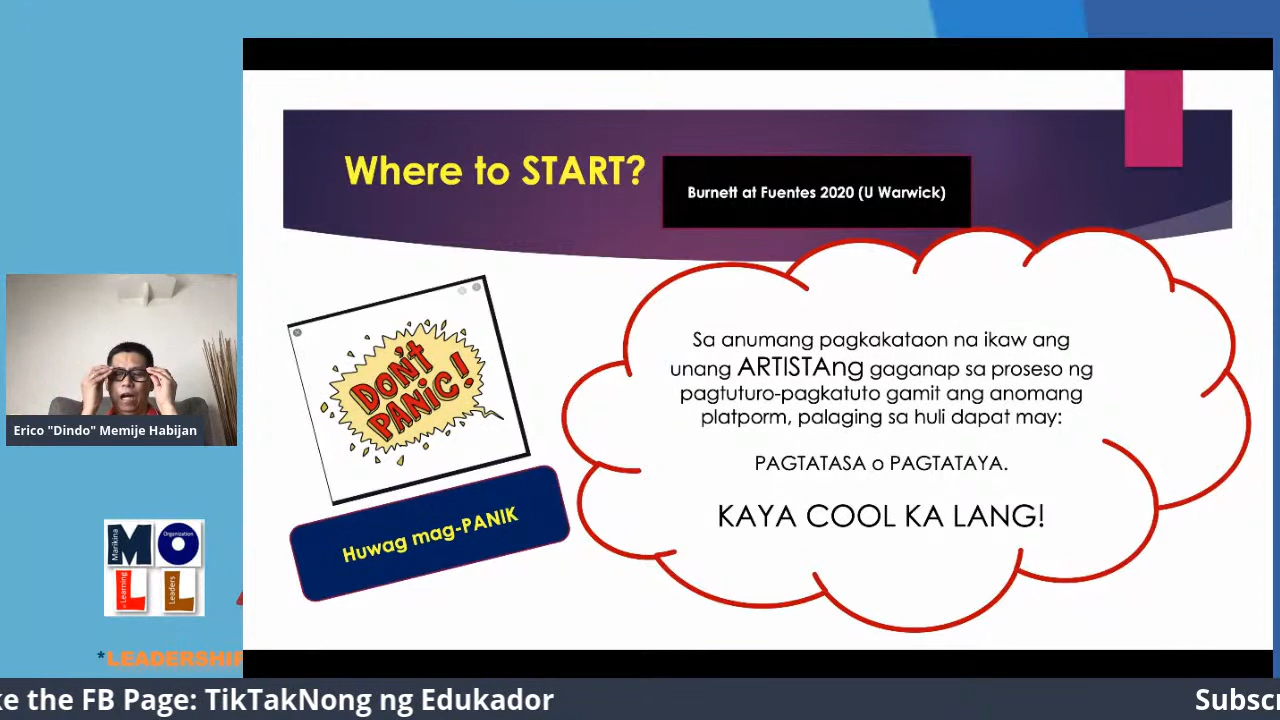 Where to START?
Burnett at Fuentes 2020 (U Warwick)
DON'T
PANIC!
Huwag mag-PANIK
Sa anumang pagkakataon na ikaw ang
unang ARTISTAng gaganap sa proseso ng
pagtuturo-pagkatuto gamit ang anomang
platporm, palaging sa huli dapat may:
PAGTATASA o PAGTATAYA.
KAYA COOL KA LANG!
Erico "Dindo" Memije Habijan
Marikina
Organization
of Learning
Leaders
*LEADERSHIP
ke the FB Page: TikTakNong ng Edukador
Subscr